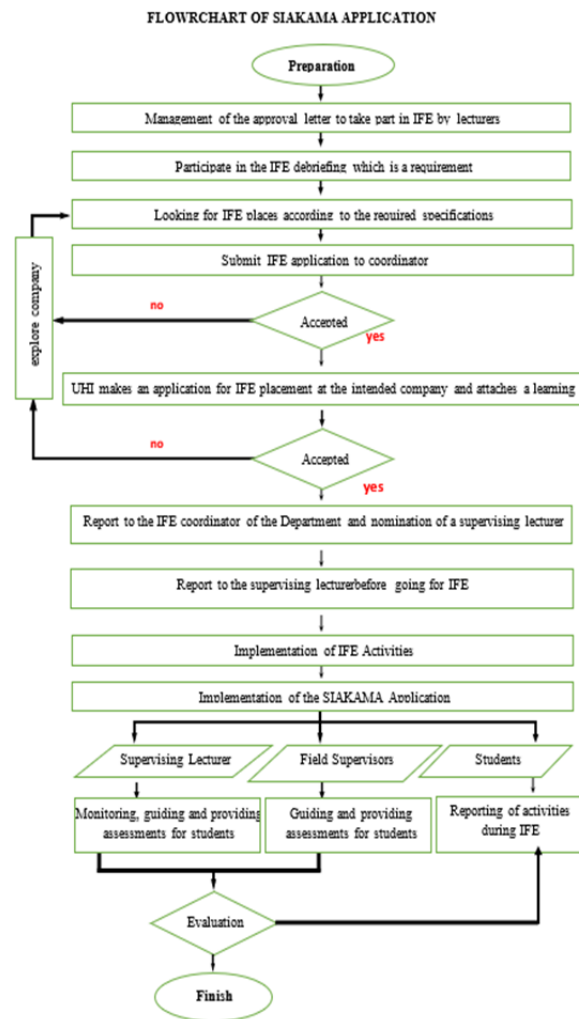 FLOWRCHART OF SIAKAMA APPLICATION
Preparation
Management of the approval letter to take part in IFE by lecturers
Participate in the IFE debriefing which is a requirement
Looking for IFE places according to the required specifications
Submit IFE application to coordinator
explore company
no
Accepted
yes
UHI makes an application for IFE placement at the intended company and attaches a learning
no
Accepted
yes
Report to the IFE coordinator of the Department and nomination of a supervising lecturer
Report to the supervising lecturerbefore going for IFE
Implementation of IFE Activities
Implementation of the SIAKAMA Application
Supervising Lecturer
Field Supervisors
Students
Monitoring, guiding and providing
assessments for students
Guiding and providing
assessments for students
Reporting of activities
during IFE
Evaluation
Finish